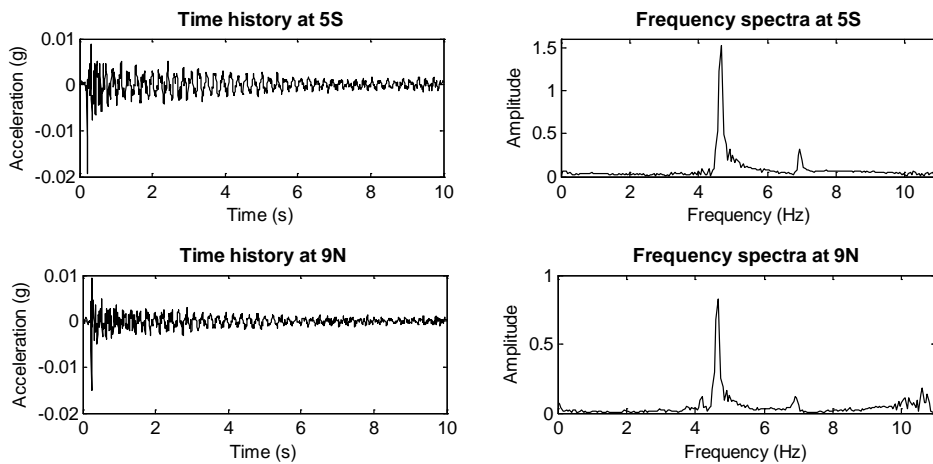 Time history at 5S
Acceleration (g)
0.01
0
-0.01
-0.02
0 2 4 6 8 10
Time (s)
Frequency spectra at 5S
Amplitude
1.5
1
0.5
0
0 2 4 6 8 10
Frequency (Hz)
Time history at 9N
Acceleration (g)
0.01
0
-0.01
-0.02
0 2 4 6 8 10
Time (s)
Frequency spectra at 9N
Amplitude
1
0.5
0
0 2 4 6 8 10
Frequency (Hz)